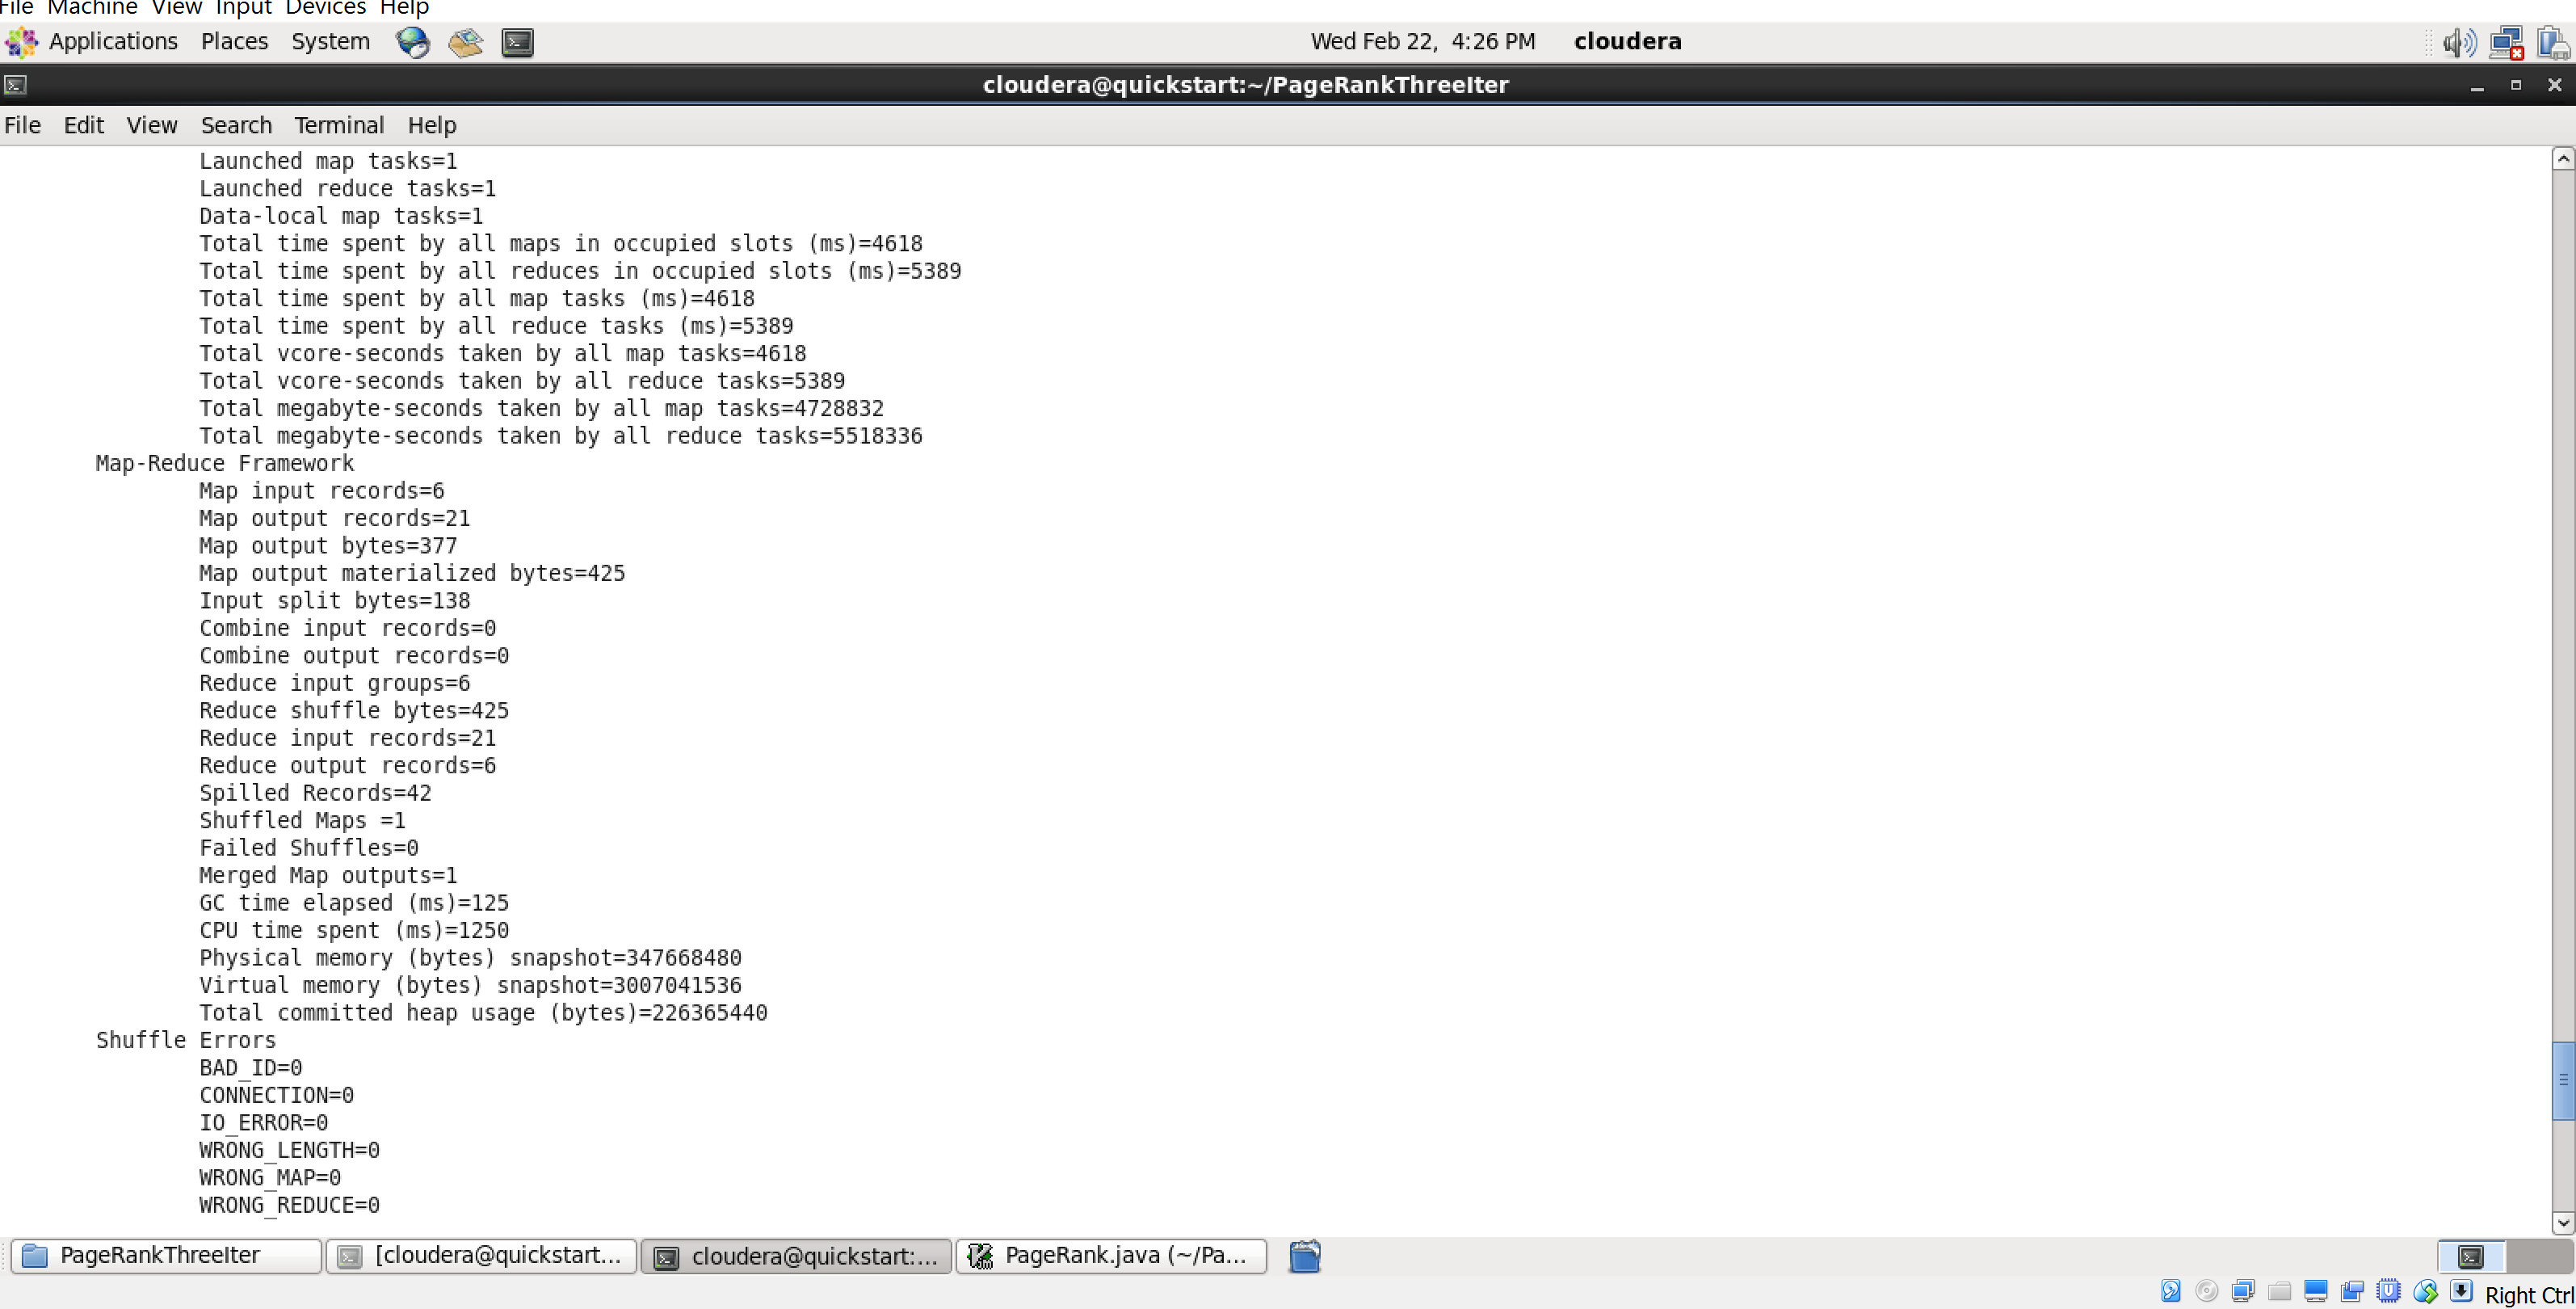 File Machine View Input Devices Help
Applications Places System Wed Feb 22, 4:26 PM cloudera
cloudera@quickstart:~/PageRankThreeIter
File Edit View Search Terminal Help
Launched map tasks=1
Launched reduce tasks=1
Data-local map tasks=1
Total time spent by all maps in occupied slots (ms)=4618
Total time spent by all reduces in occupied slots (ms)=5389
Total time spent by all map tasks (ms)=4618
Total time spent by all reduce tasks (ms)=5389
Total vcore-seconds taken by all map tasks=4618
Total vcore-seconds taken by all reduce tasks=5389
Total megabyte-seconds taken by all map tasks=4728832
Total megabyte-seconds taken by all reduce tasks=5518336
Map-Reduce Framework
Map input records=6
Map output records=21
Map output bytes=377
Map output materialized bytes=425
Input split bytes=138
Combine input records=0
Combine output records=0
Reduce input groups=6
Reduce shuffle bytes=425
Reduce input records=21
Reduce output records=6
Spilled Records=42
Shuffled Maps =1
Failed Shuffles=0
Merged Map outputs=1
GC time elapsed (ms)=125
CPU time spent (ms)=1250
Physical memory (bytes) snapshot=347668480
Virtual memory (bytes) snapshot=3007041536
Total committed heap usage (bytes)=226365440
Shuffle Errors
BAD_ID=0
CONNECTION=0
IO_ERROR=0
WRONG_LENGTH=0
WRONG_MAP=0
WRONG_REDUCE=0
PageRankThreeIter [cloudera@quickstart... cloudera@quickstart:... PageRank.java (~/Pa...
Right Ctrl